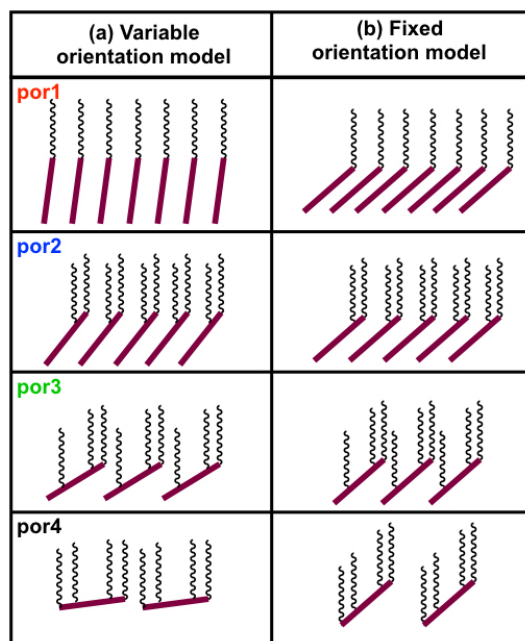 (a) Variable
orientation model
(b) Fixed
orientation model
por1
por2
por3
por4